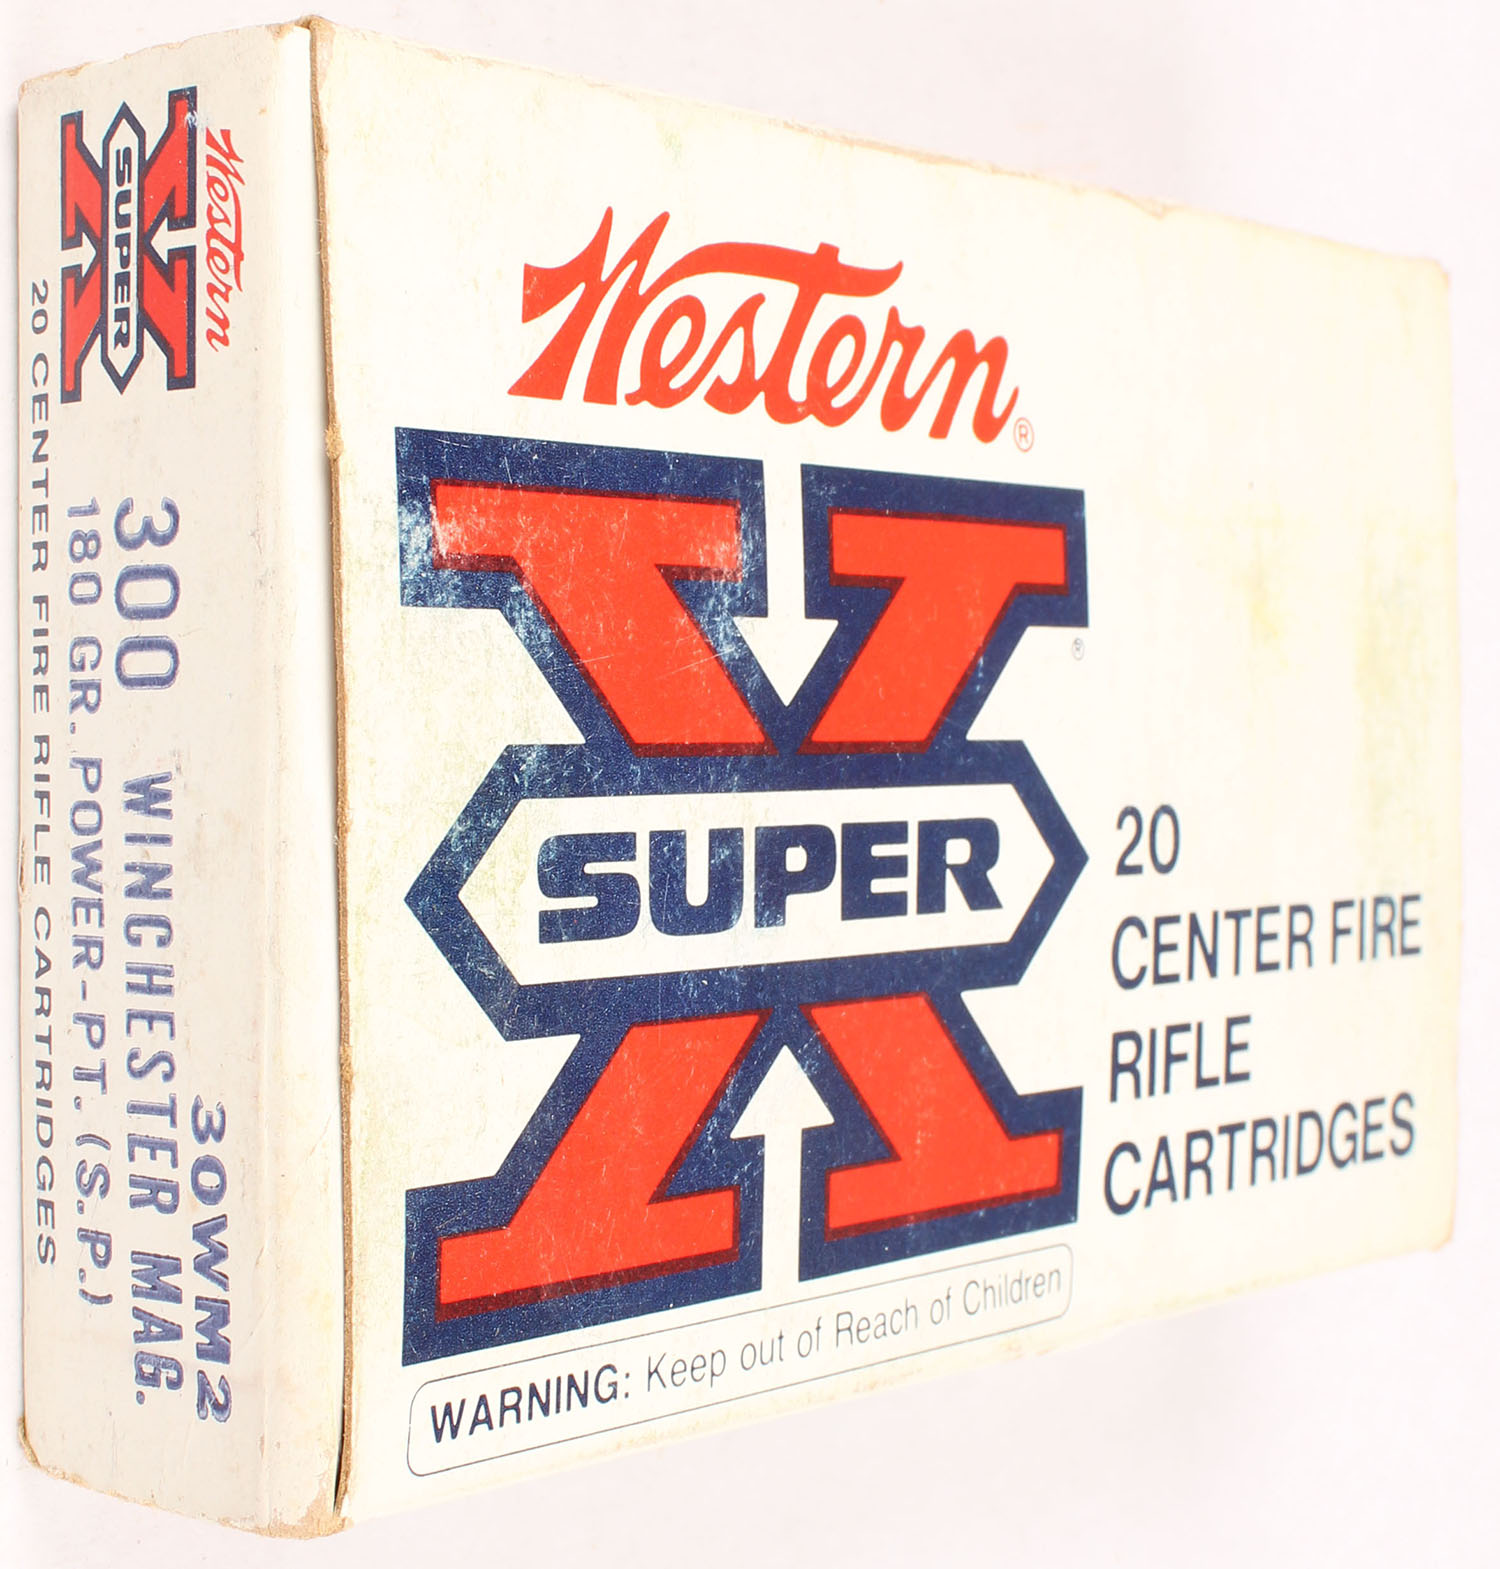 Western®
SUPER X®
20
CENTER FIRE
RIFLE
CARTRIDGES
WARNING: Keep out of Reach of Children
Western
SUPER X
30WM2
300 WINCHESTER MAG.
180 GR. POWER-PT. (S.P.)
20 CENTER FIRE RIFLE CARTRIDGES